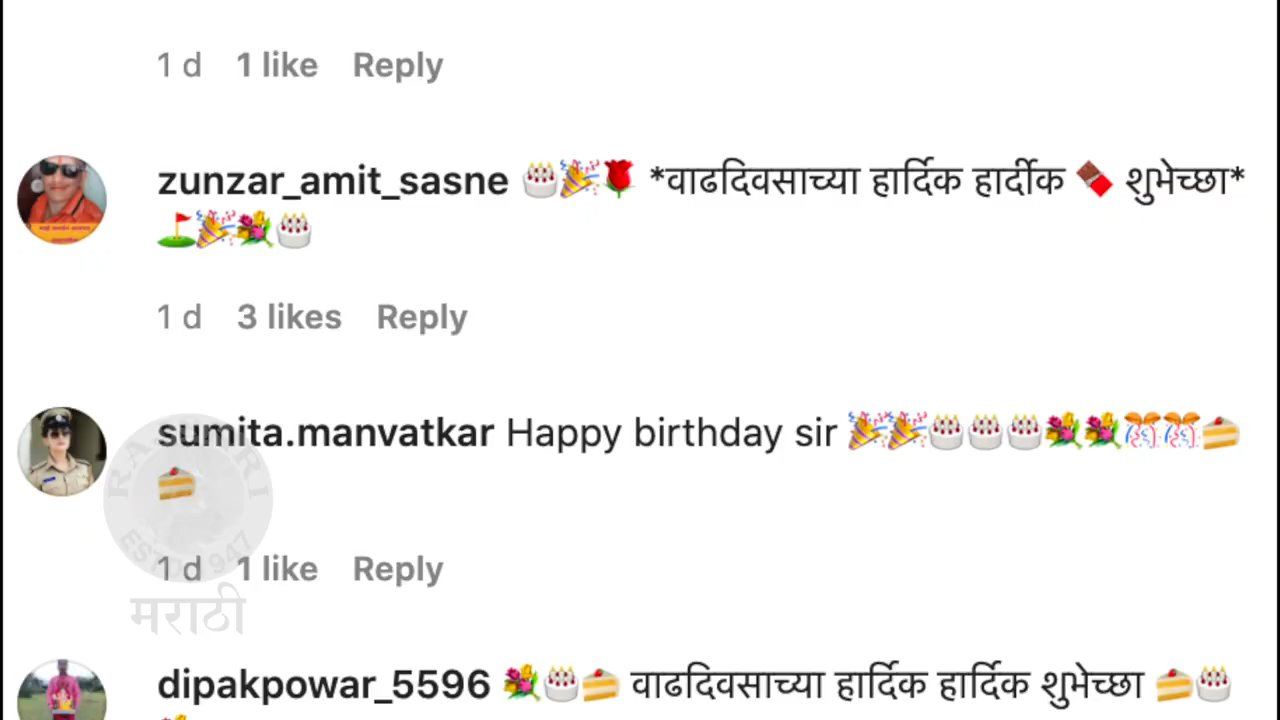 1 d 1 like Reply
zunzar_amit_sasne 🎂🎉🌹 *वाढदिवसाच्या हार्दिक हार्दीक 🍫 शुभेच्छा*
⛳🎉💐🎂
1 d 3 likes Reply
sumita.manvatkar Happy birthday sir 🎉🎉🎂🎂🎂💐💐🎊🎊🍰
🍰
1 d 1 like Reply
मराठी
dipakpowar_5596 💐🎂🍰 वाढदिवसाच्या हार्दिक हार्दिक शुभेच्छा 🍰🎂